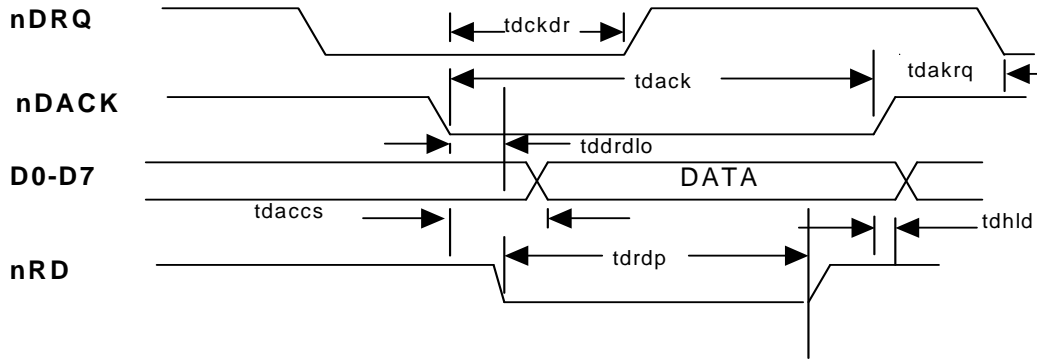 nDRQ
tdckdr
tdack
tdakrq
nDACK
tddrdlo
D0-D7
DATA
tdaccs
tdhld
tdrdp
nRD